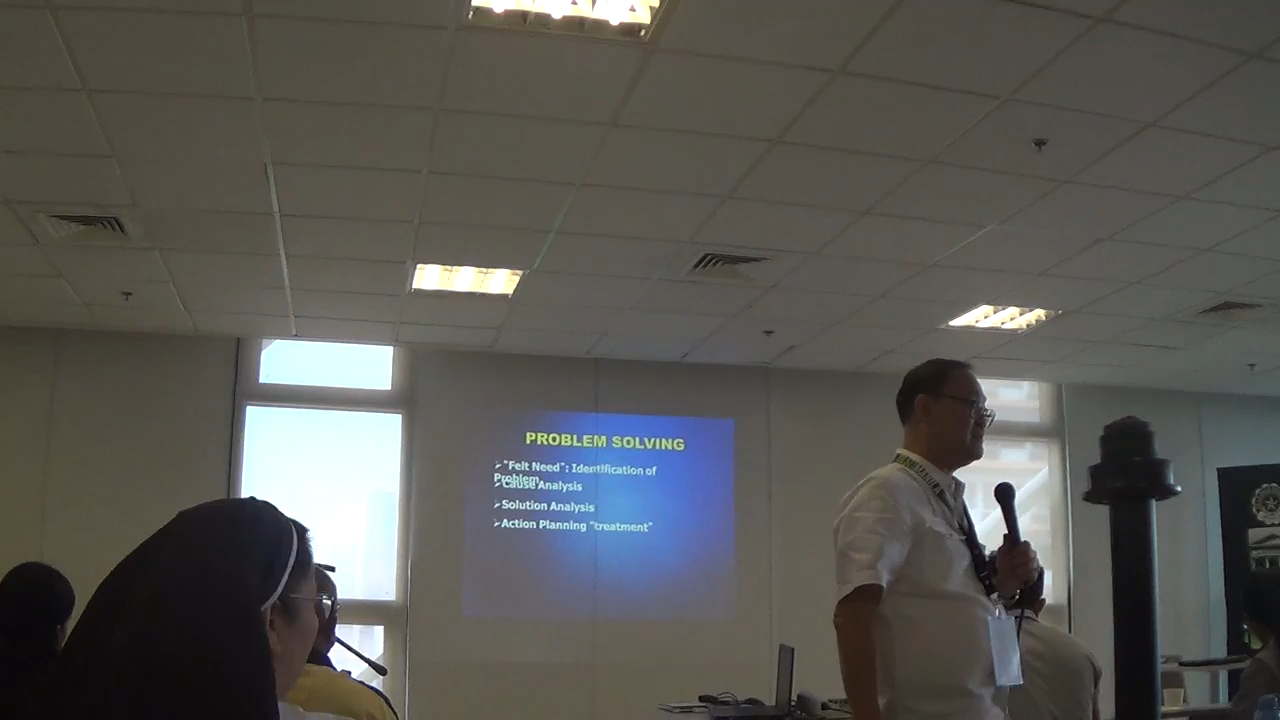 PROBLEM SOLVING
➢"Felt Need": Identification of
Problem
➢Cause Analysis
➢Solution Analysis
➢Action Planning "treatment"